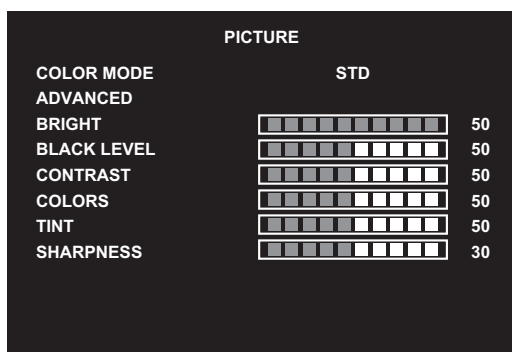 PICTURE
COLOR MODE STD
ADVANCED
BRIGHT 50
BLACK LEVEL 50
CONTRAST 50
COLORS 50
TINT 50
SHARPNESS 30